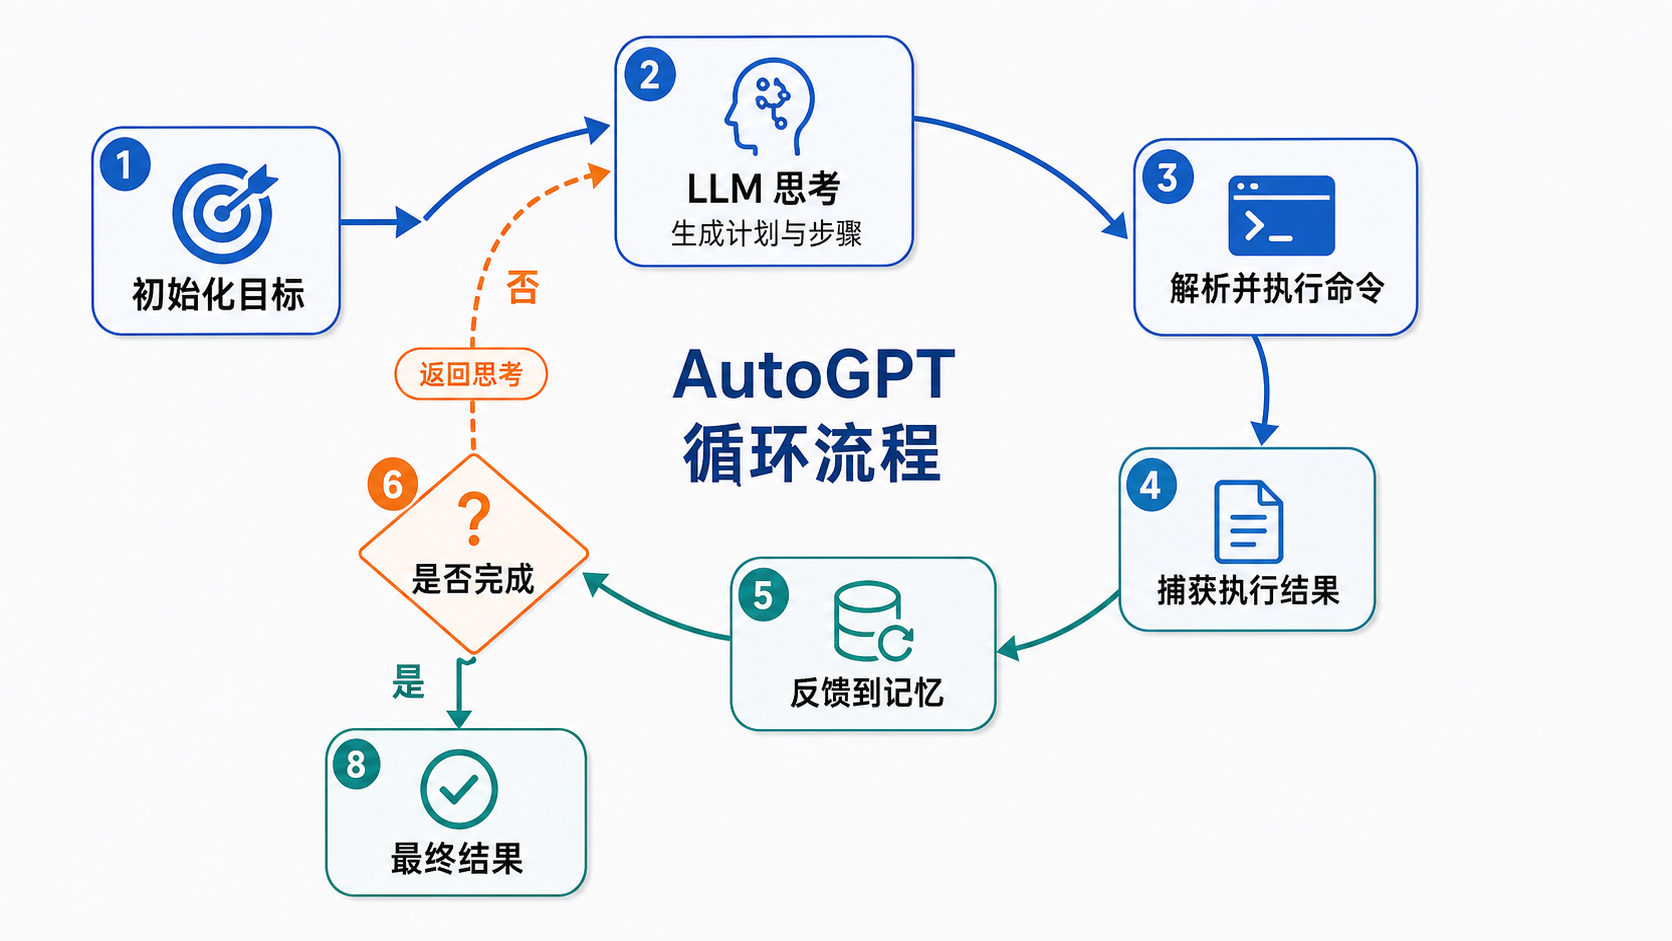 1
初始化目标
2
LLM 思考
生成计划与步骤
3
解析并执行命令
4
捕获执行结果
5
反馈到记忆
6
?
是否完成
否
返回思考
是
8
最终结果
AutoGPT
循环流程